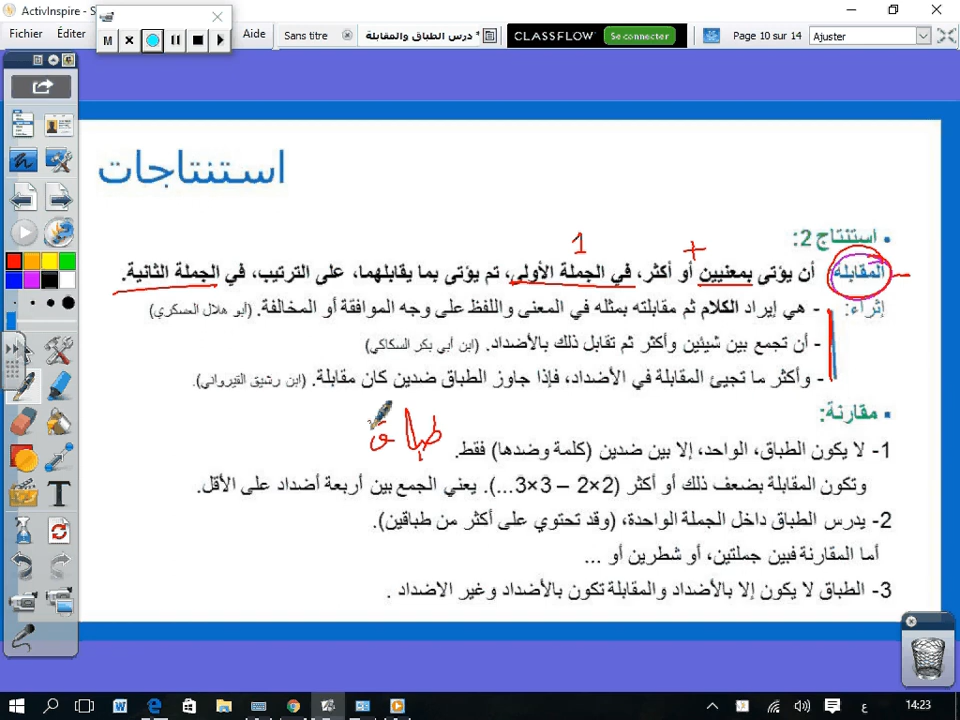 ActivInspire - S
Fichier Éditer Aide
M
Sans titre
* درس الطباق والمقابلة
CLASSFLOW Se connecter
Page 10 sur 14
Ajuster
استنتاجات
استنتاج 2:
1 +
المقابلة: أن يؤتى بمعنيين أو أكثر، في الجملة الأولى، تم يؤتى بما يقابلهما، على الترتيب، في الجملة الثانية.
إثراء: - هي إيراد الكلام ثم مقابلته بمثله في المعنى واللفظ على وجه الموافقة أو المخالفة. (أبو هلال العسكري)
- أن تجمع بين شيئين وأكثر ثم تقابل ذلك بالأضداد. (ابن أبي بكر السكاكي)
- وأكثر ما تجيئ المقابلة في الأضداد، فإذا جاوز الطباق ضدين كان مقابلة. (ابن رشيق القيرواني).
مقارنة:
طباق
1- لا يكون الطباق، الواحد، إلا بين ضدين (كلمة وضدها) فقط.
وتكون المقابلة بضعف ذلك أو أكثر (2×2 – 3×3...). يعني الجمع بين أربعة أضداد على الأقل.
2- يدرس الطباق داخل الجملة الواحدة، (وقد تحتوي على أكثر من طباقين).
أما المقارنة فبين جملتين، أو شطرين أو ...
3- الطباق لا يكون إلا بالأضداد والمقابلة تكون بالأضداد وغير الاضداد .
ع
14:23